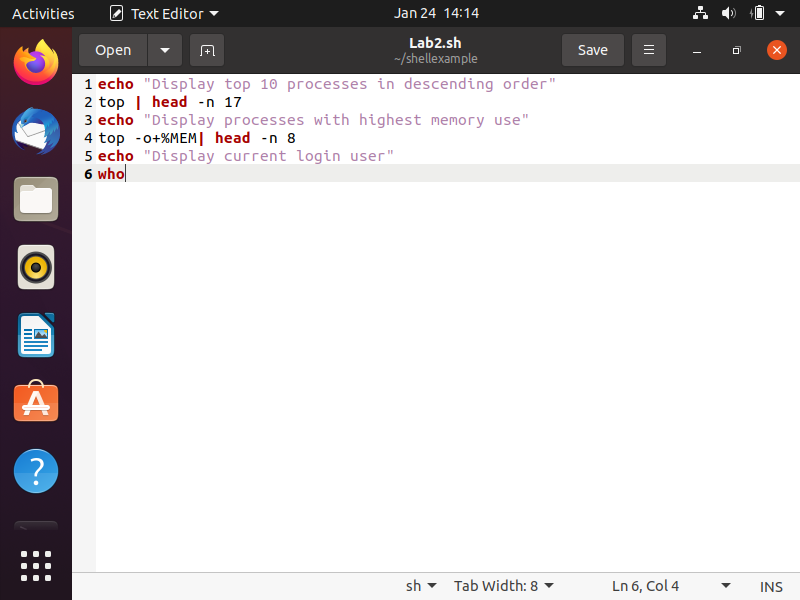 Activities Text Editor Jan 24 14:14
Open Lab2.sh Save
~/shellexample
1 echo "Display top 10 processes in descending order"
2 top | head -n 17
3 echo "Display processes with highest memory use"
4 top -o+%MEM| head -n 8
5 echo "Display current login user"
6 who
sh Tab Width: 8 Ln 6, Col 4 INS